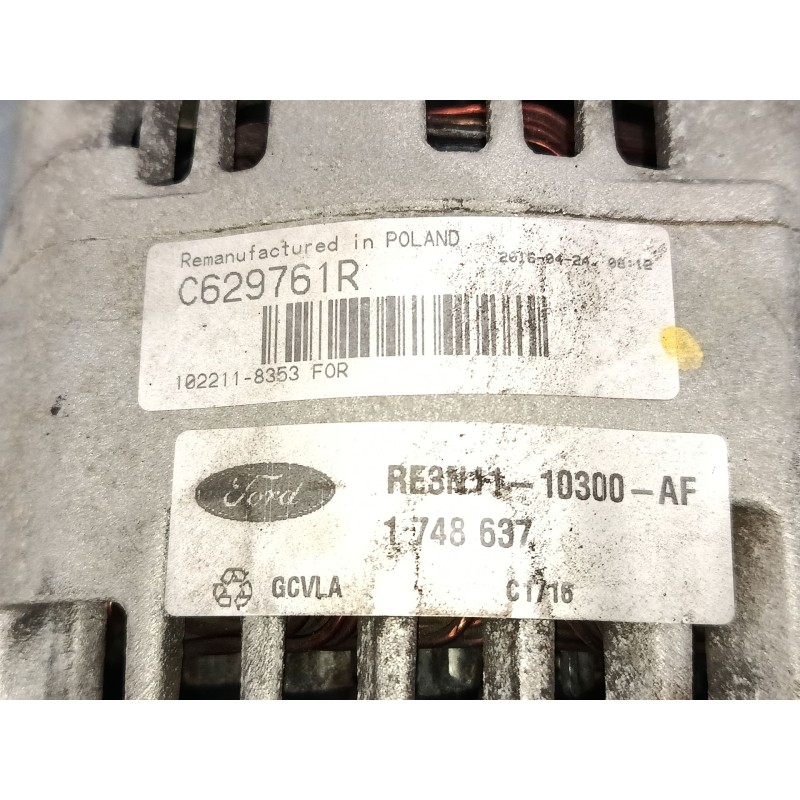 Remanufactured in POLAND 2016-04-24. 08:12
C629761R
102211-8353 FOR
Ford RE3N11-10300-AF
1 748 637
GCVLA C1716